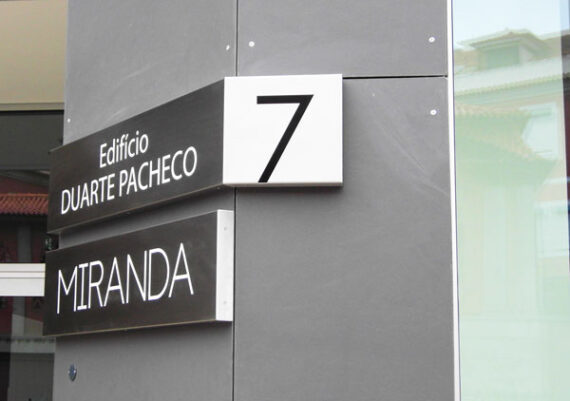 Edifício
DUARTE PACHECO
7
MIRANDA